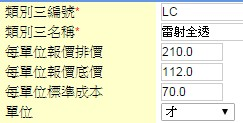 類別三編號* LC
類別三名稱* 雷射全透
每單位報價排價 210.0
每單位報價底價 112.0
每單位標準成本 70.0
單位 才